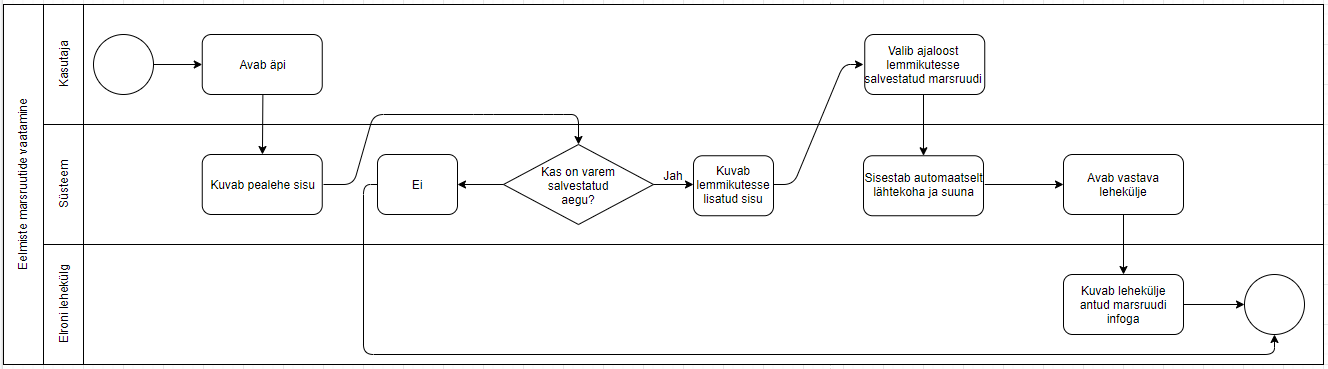 Eelmiste marsruutide vaatamine
Kasutaja
Avab äpi
Valib ajaloost
lemmikutesse
salvestatud marsruudi
Süsteem
Kuvab pealehe sisu
Ei
Kas on varem
salvestatud
aegu?
Jah
Kuvab
lemmikutesse
lisatud sisu
Sisestab automaatselt
lähtekoha ja suuna
Avab vastava
lehekülje
Elroni lehekülg
Kuvab lehekülje
antud marsruudi
infoga